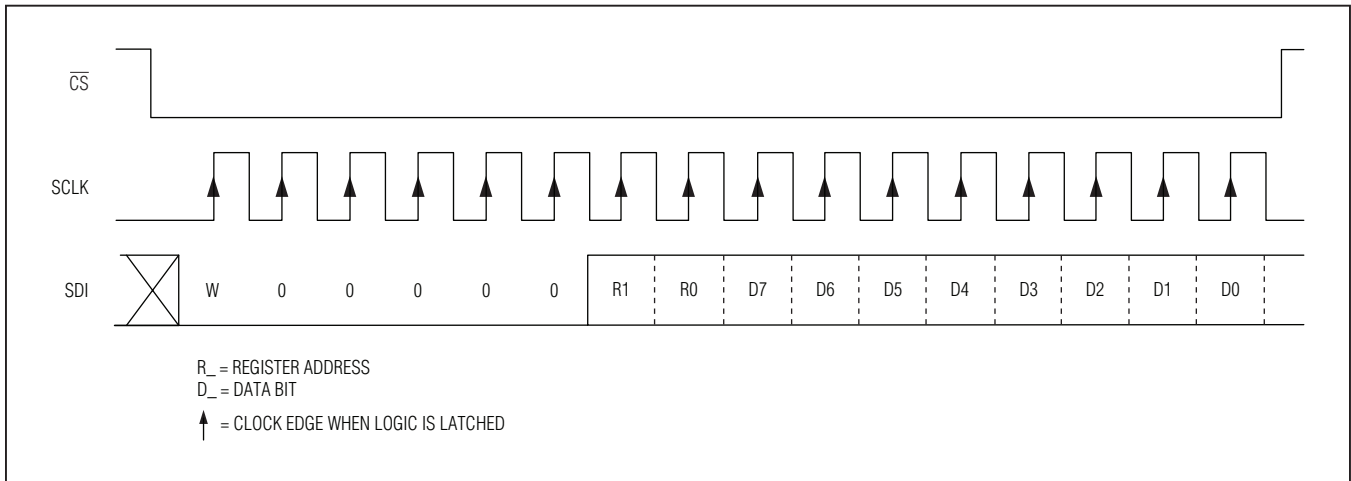 CS
SCLK
SDI W 0 0 0 0 0 R1 R0 D7 D6 D5 D4 D3 D2 D1 D0
R_ = REGISTER ADDRESS
D_ = DATA BIT
= CLOCK EDGE WHEN LOGIC IS LATCHED